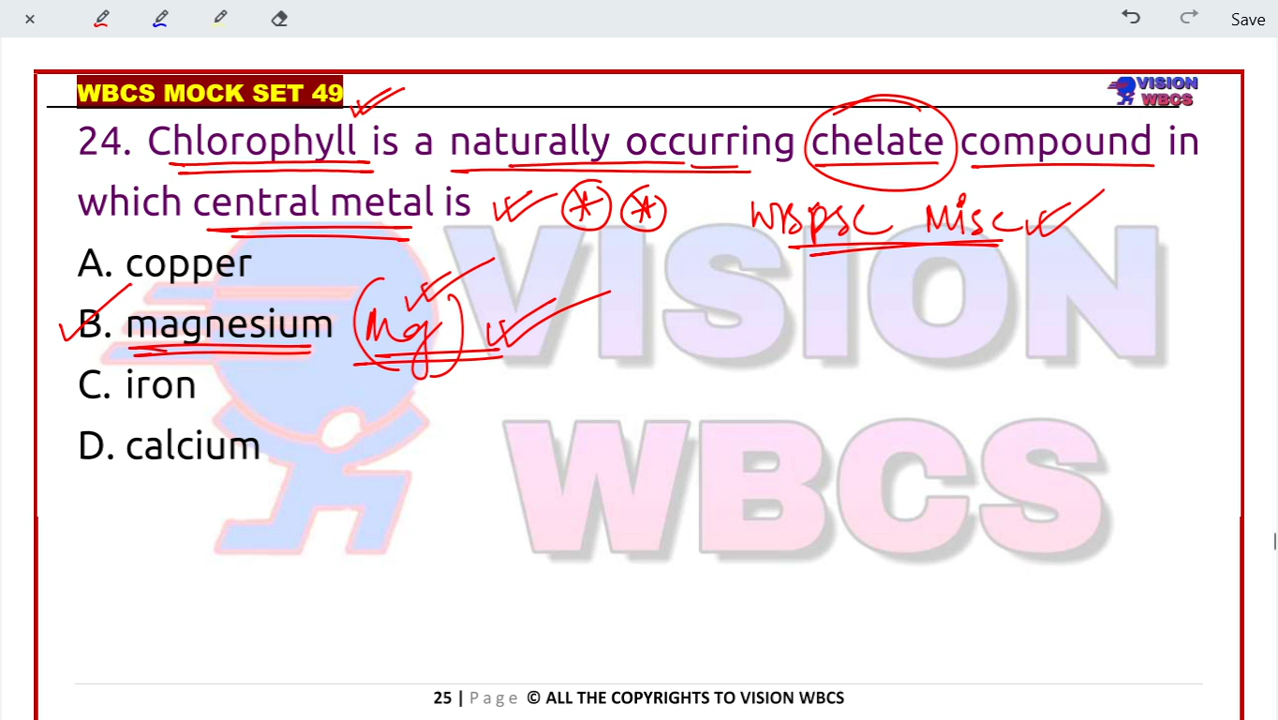 Save
WBCS MOCK SET 49
VISION
WBCS
24. Chlorophyll is a naturally occurring chelate compound in
which central metal is
WBPSC Misc
A. copper
B. magnesium (Mg)
C. iron
D. calcium
VISION
WBCS
25 | Page © ALL THE COPYRIGHTS TO VISION WBCS